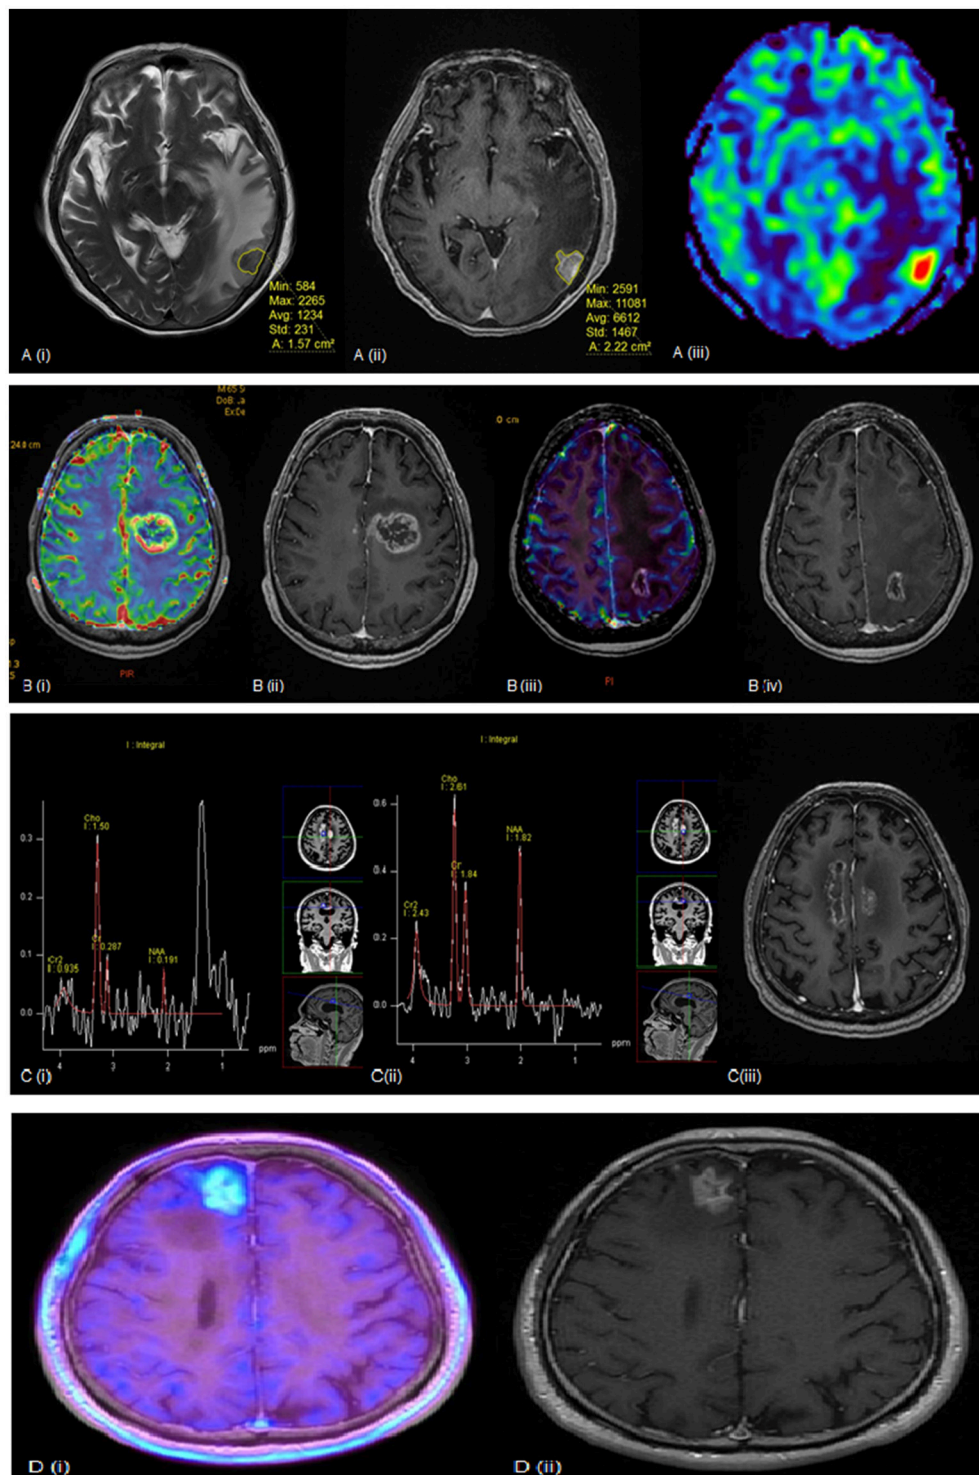 Min: 584
Max: 2265
Avg: 1234
Std: 231
A: 1.57 cm²
A (i)
Min: 2591
Max: 11081
Avg: 6612
Std: 1467
A: 2.22 cm²
A (ii)
A (iii)
M 65 S
DoB:
24.0 cm
PIR
B (i)
B (ii)
0 cm
PI
B (iii)
B (iv)
I : Integral
Cho
I : 1.50
Cr
I : 0.287
Cr2
I : 0.935
NAA
I : 0.191
0.3
0.2
0.1
0.0
4
3
2
1
ppm
C (i)
I : Integral
Cho
I : 2.61
NAA
I : 1.82
Cr
I : 1.84
Cr2
I : 2.43
0.6
0.4
0.2
0.0
4
3
2
1
ppm
C(ii)
C(iii)
D (i)
D (ii)